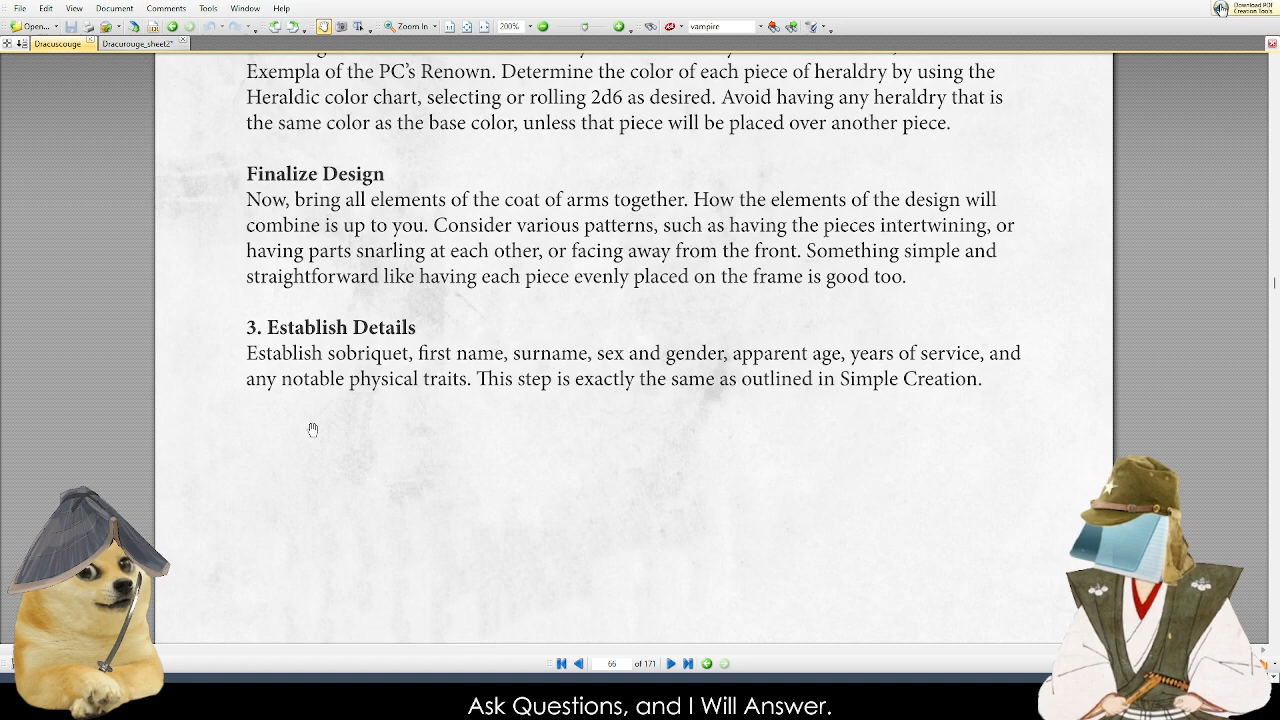 File Edit View Document Comments Tools Window Help
Download PDF
Creation Tools
Open... Zoom In 200% vampire
Dracuscouge Dracurouge_sheet2*
Exempla of the PC's Renown. Determine the color of each piece of heraldry by using the
Heraldic color chart, selecting or rolling 2d6 as desired. Avoid having any heraldry that is
the same color as the base color, unless that piece will be placed over another piece.
Finalize Design
Now, bring all elements of the coat of arms together. How the elements of the design will
combine is up to you. Consider various patterns, such as having the pieces intertwining, or
having parts snarling at each other, or facing away from the front. Something simple and
straightforward like having each piece evenly placed on the frame is good too.
3. Establish Details
Establish sobriquet, first name, surname, sex and gender, apparent age, years of service, and
any notable physical traits. This step is exactly the same as outlined in Simple Creation.
66 of 171
Ask Questions, and I Will Answer.